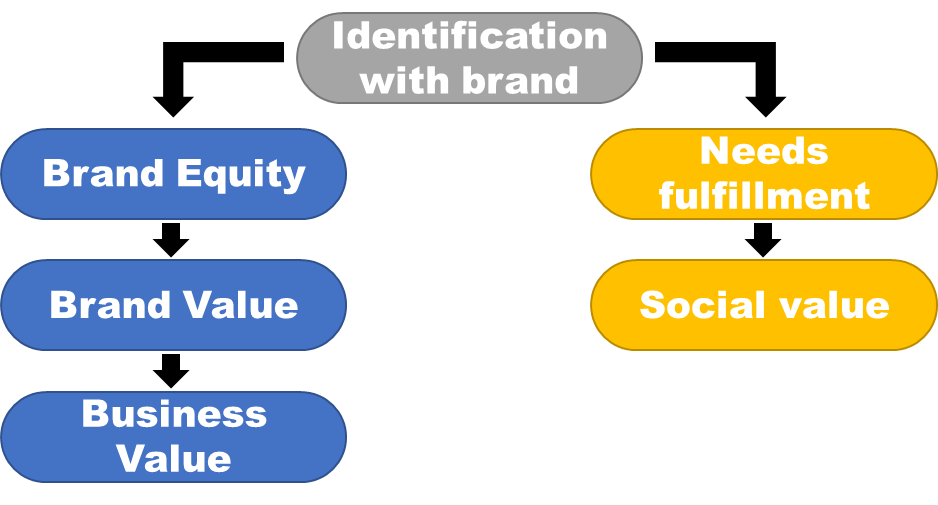 Identification
with brand
Brand Equity
Brand Value
Business
Value
Needs
fulfillment
Social value